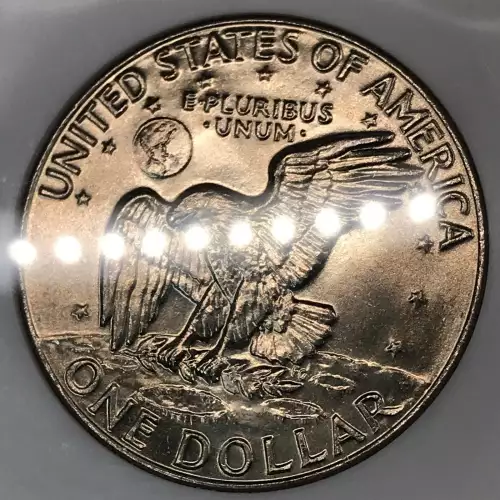 UNITED STATES OF AMERICA
E·PLURIBUS
·UNUM·
ONE DOLLAR